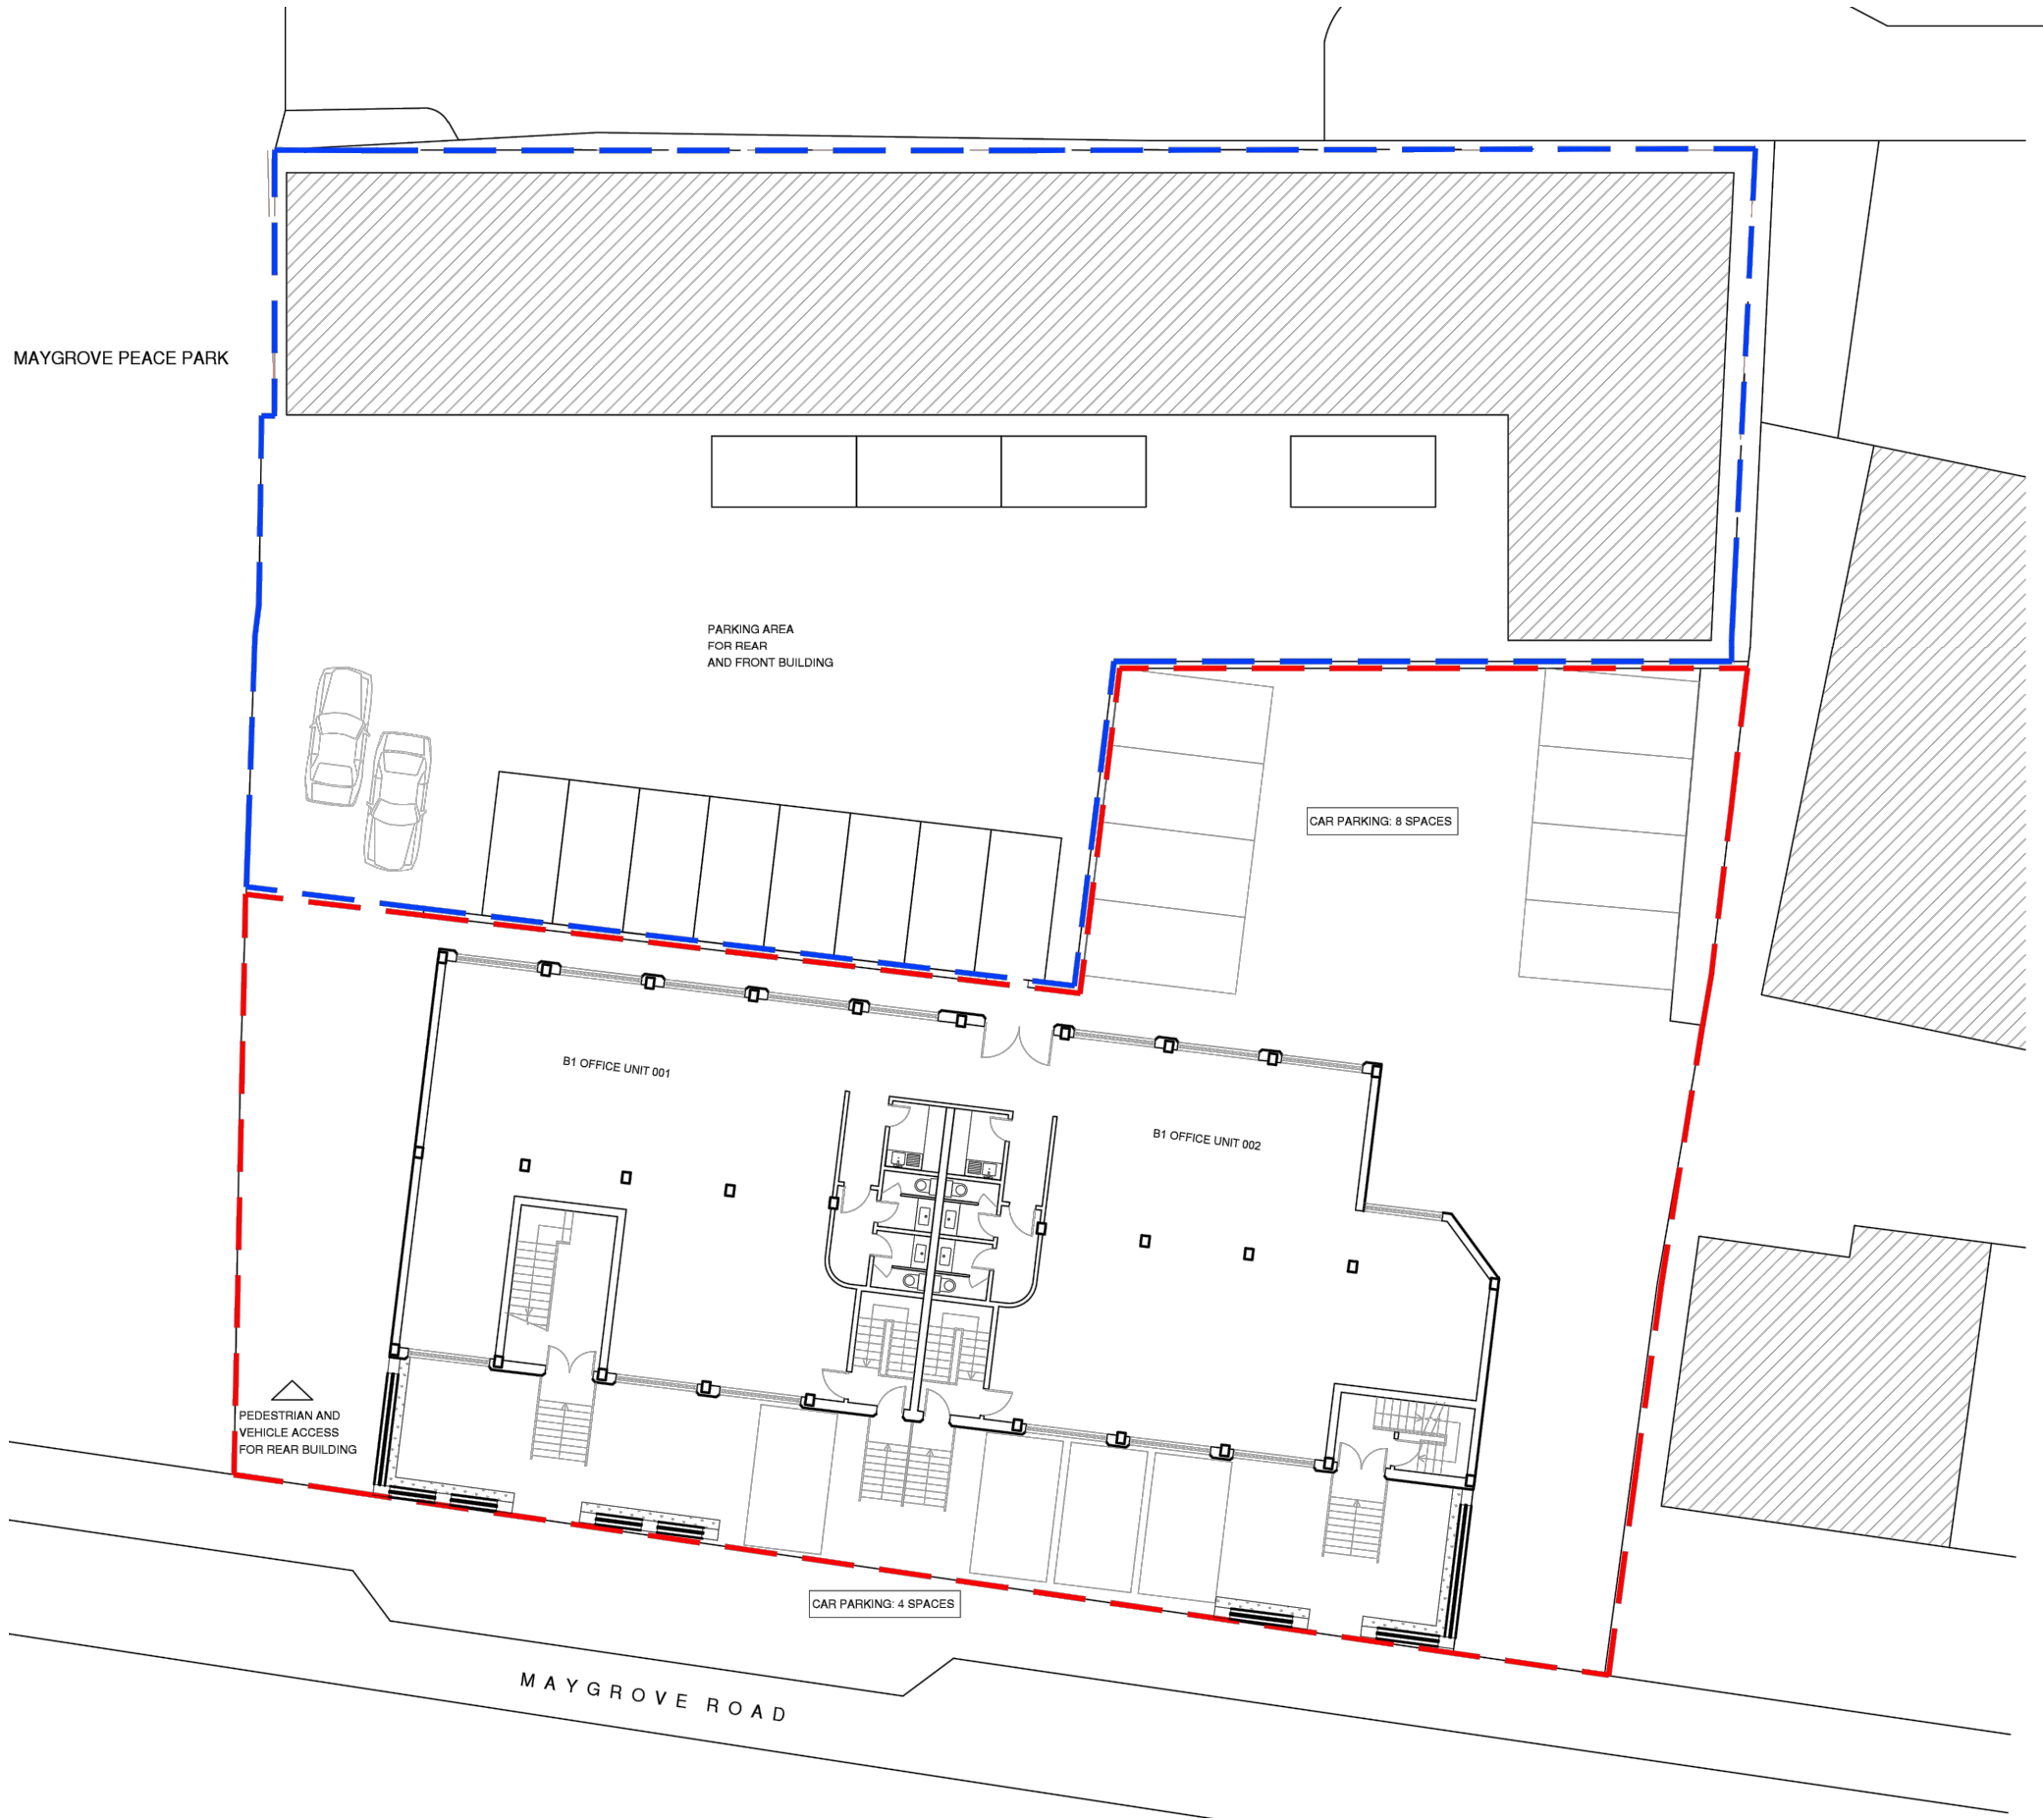 MAYGROVE PEACE PARK
PARKING AREA
FOR REAR
AND FRONT BUILDING
CAR PARKING: 8 SPACES
B1 OFFICE UNIT 001
B1 OFFICE UNIT 002
PEDESTRIAN AND
VEHICLE ACCESS
FOR REAR BUILDING
CAR PARKING: 4 SPACES
MAYGROVE ROAD